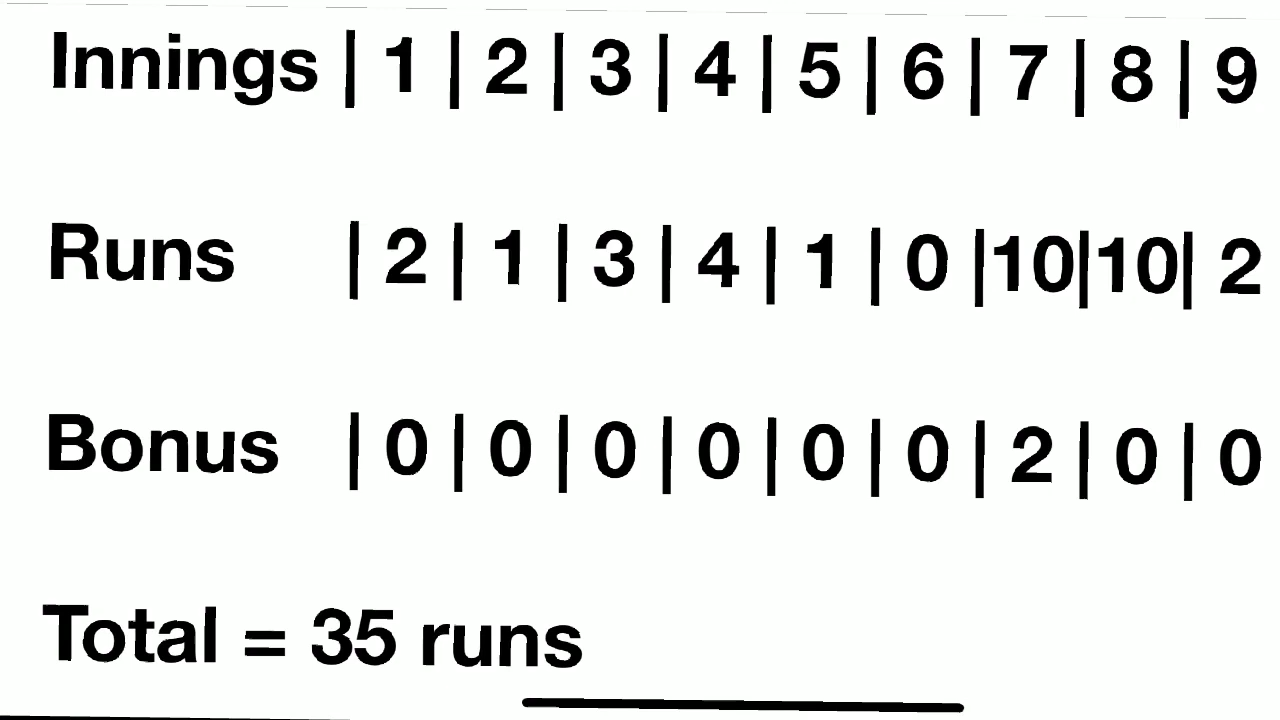 Innings | 1 | 2 | 3 | 4 | 5 | 6 | 7 | 8 | 9
Runs | 2 | 1 | 3 | 4 | 1 | 0 |10|10| 2
Bonus | 0 | 0 | 0 | 0 | 0 | 0 | 2 | 0 | 0
Total = 35 runs